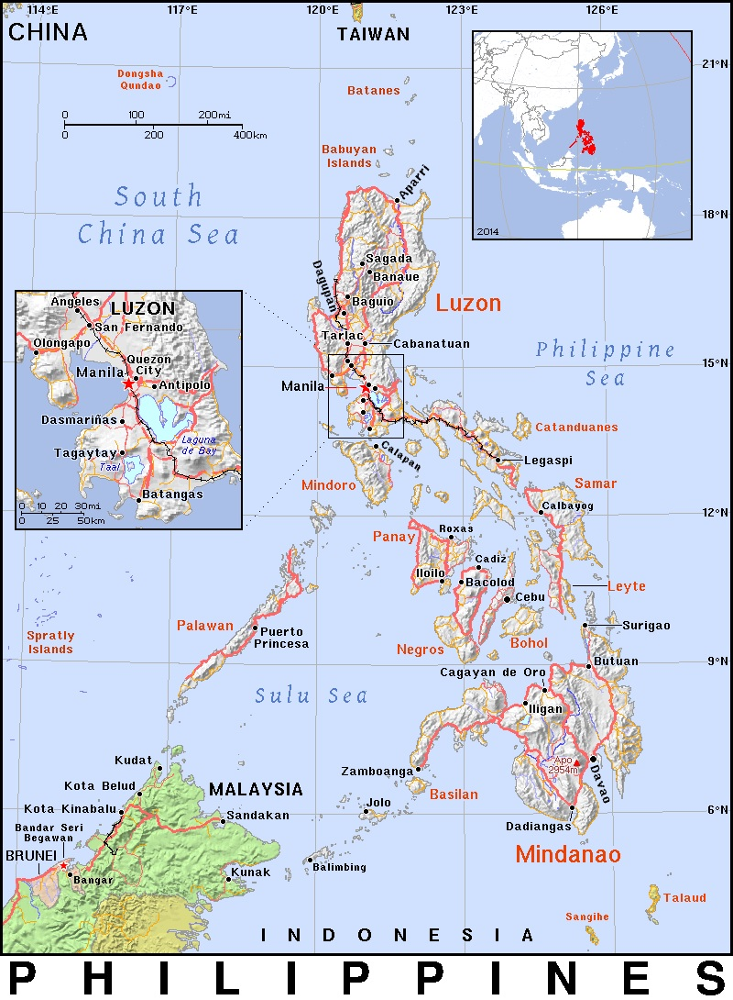 114°E
117°E
120°E
123°E
126°E
CHINA
TAIWAN
Dongsha
Qundao
21°N
Batanes
0 100 200mi
0 200 400km
Babuyan
Islands
2014
South
China Sea
Aparri
18°N
Sagada
Banaue
Dagupan
Baguio
Luzon
Tarlac
Cabanatuan
Philippine
Sea
15°N
Manila
Angeles
LUZON
San Fernando
Olongapo
Quezon
City
Manila
Antipolo
Dasmariñas
Laguna
de Bay
Tagaytay
Taal
Batangas
0 10 20 30mi
0 25 50km
Catanduanes
Calapan
Legaspi
Mindoro
Samar
Calbayog
12°N
Panay
Roxas
Cadiz
Iloilo
Bacolod
Leyte
Cebu
Palawan
Puerto
Princesa
Surigao
Spratly
Islands
Negros
Bohol
Butuan
9°N
Cagayan de Oro
Sulu Sea
Iligan
Kudat
Apo
2954m
Davao
Zamboanga
Kota Belud
MALAYSIA
Basilan
Kota Kinabalu
Sandakan
Jolo
6°N
Bandar Seri
Begawan
Dadiangas
BRUNEI
Mindanao
Balimbing
Bangar
Kunak
Talaud
Sangihe
INDONESIA
PHILIPPINES